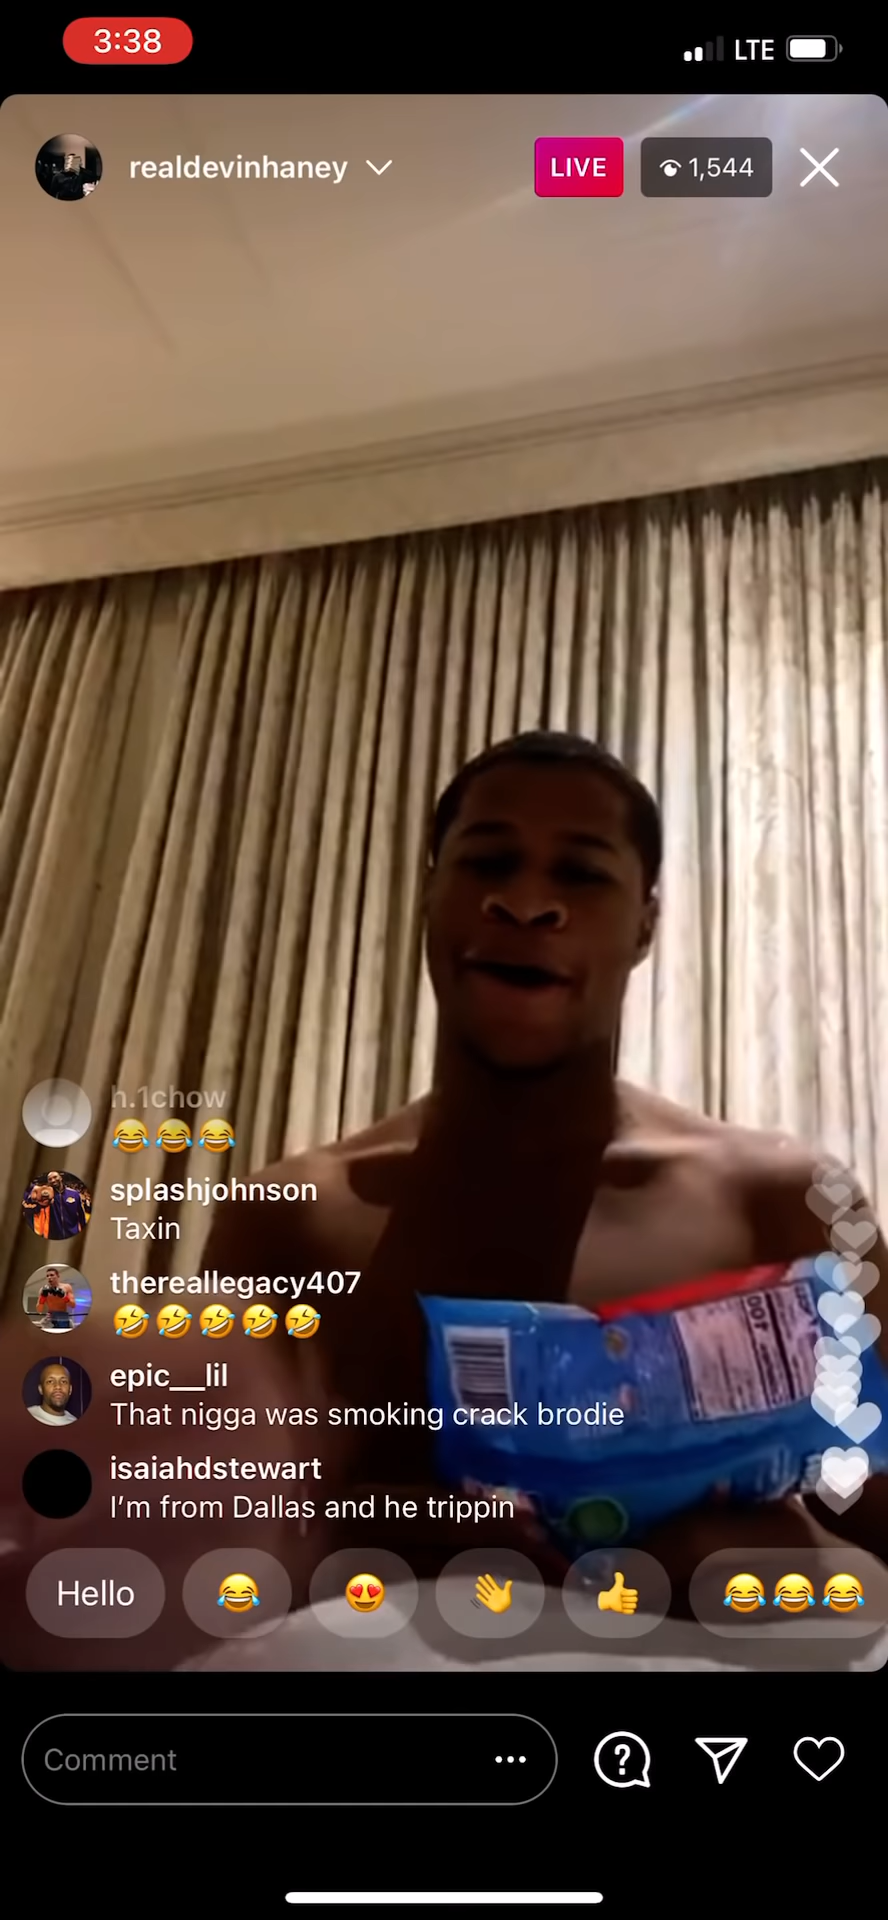 3:38
LTE
realdevinhaney
LIVE
1,544
h.1chow
😂😂😂
splashjohnson
Taxin
thereallegacy407
🤣🤣🤣🤣🤣
epic__lil
That nigga was smoking crack brodie
isaiahdstewart
I'm from Dallas and he trippin
Hello
Comment